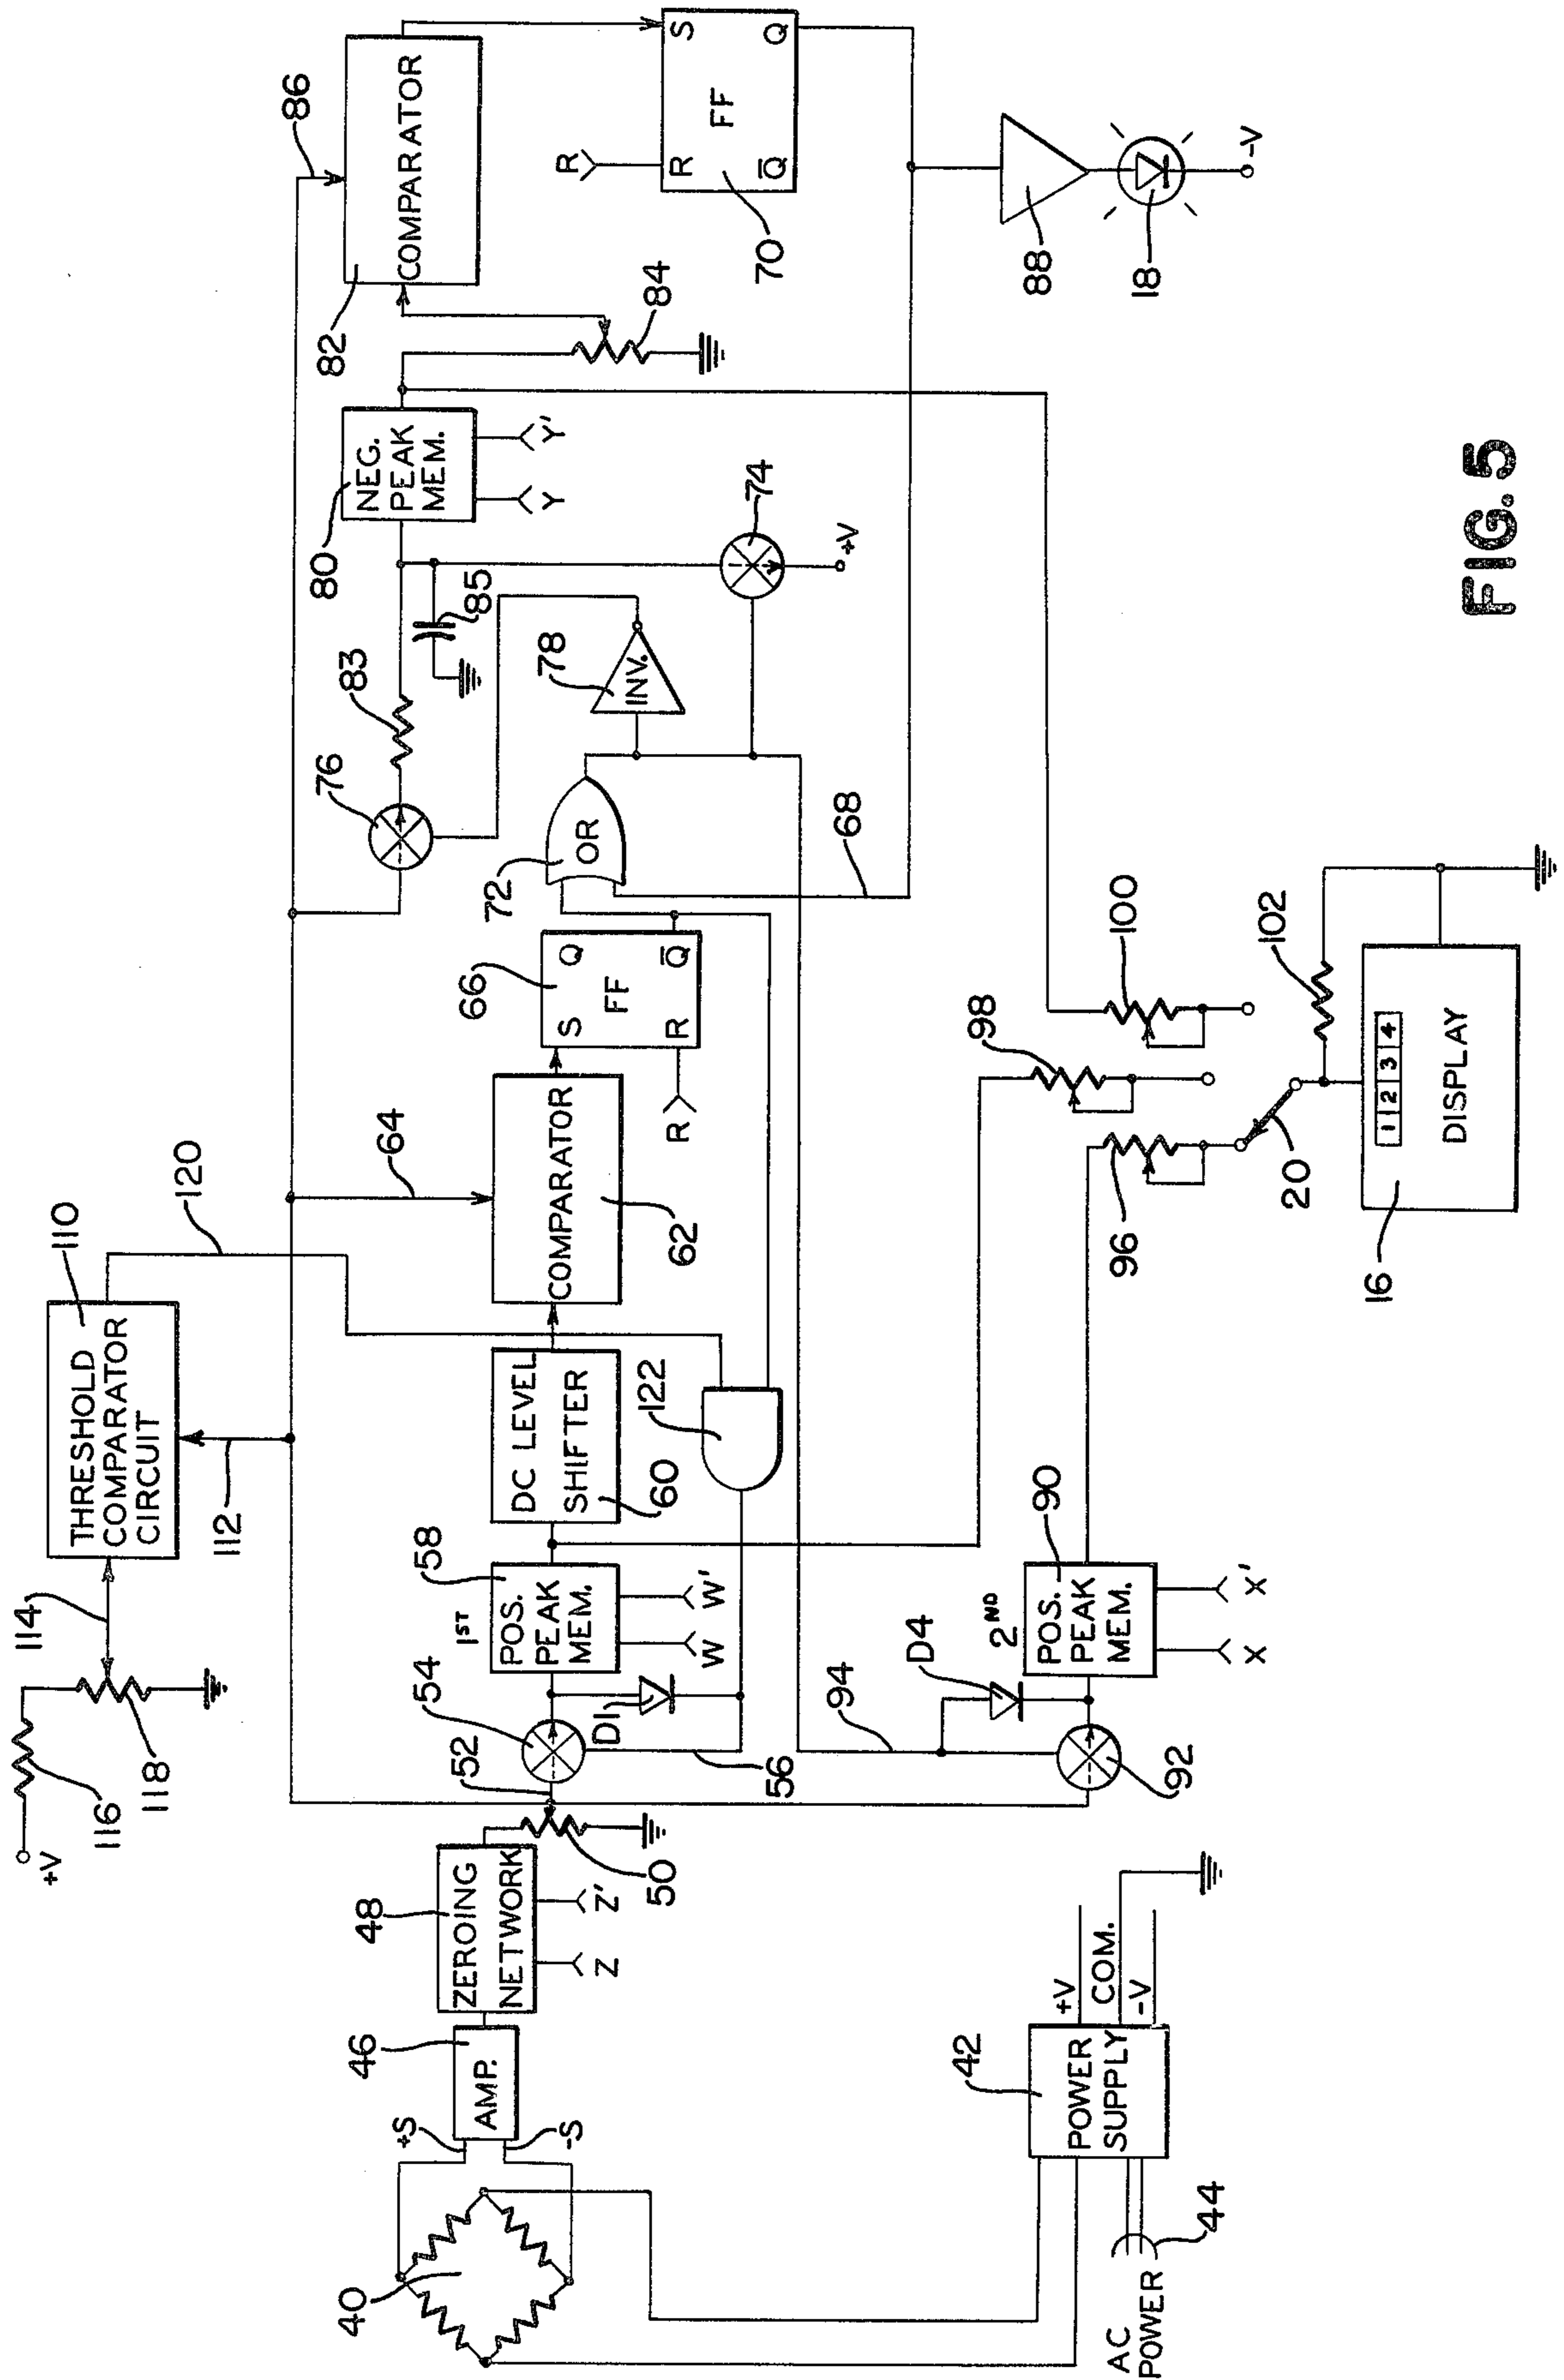 +V
116
118
114
110
THRESHOLD
COMPARATOR
CIRCUIT
112
120
64
86
40
+S
-S
46
AMP.
48
ZEROING
NETWORK
Z
Z'
50
52
54
D1
56
1ST
58
POS.
PEAK
MEM.
W
W'
60
DC LEVEL
SHIFTER
122
62
COMPARATOR
66
S
Q
FF
R
Q̅
R
72
OR
68
76
83
78
INV.
85
74
+V
80
NEG.
PEAK
MEM.
Y
Y'
82
COMPARATOR
84
S
R
FF
Q
Q̅
R
70
88
18
-V
AC
POWER
44
42
POWER
SUPPLY
+V
COM.
-V
92
94
D4
2ND
90
POS.
PEAK
MEM.
X
X'
96
98
100
20
102
16
1 2 3 4
DISPLAY
FIG. 5